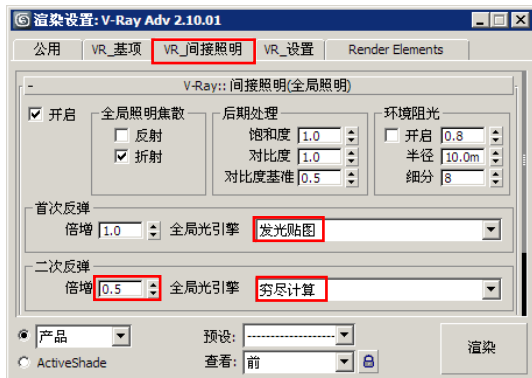 渲染设置: V-Ray Adv 2.10.01
公用 VR_基项 VR_间接照明 VR_设置 Render Elements
- V-Ray:: 间接照明(全局照明)
开启 全局照明焦散 后期处理 环境阻光
反射 饱和度 1.0 开启 0.8
折射 对比度 1.0 半径 10.0m
对比度基准 0.5 细分 8
首次反弹
倍增 1.0 全局光引擎 发光贴图
二次反弹
倍增 0.5 全局光引擎 穷尽计算
产品 预设: -------------------
ActiveShade 查看: 前 渲染